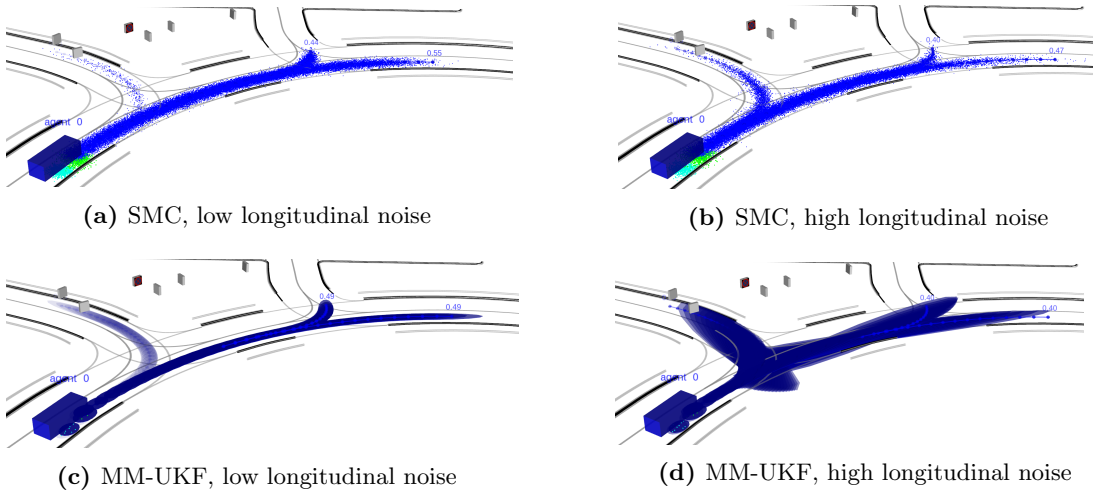 0.44
0.55
agent 0
(a) SMC, low longitudinal noise
0.40
0.47
agent 0
(b) SMC, high longitudinal noise
0.49
0.49
agent 0
(c) MM-UKF, low longitudinal noise
0.40
0.40
agent 0
(d) MM-UKF, high longitudinal noise